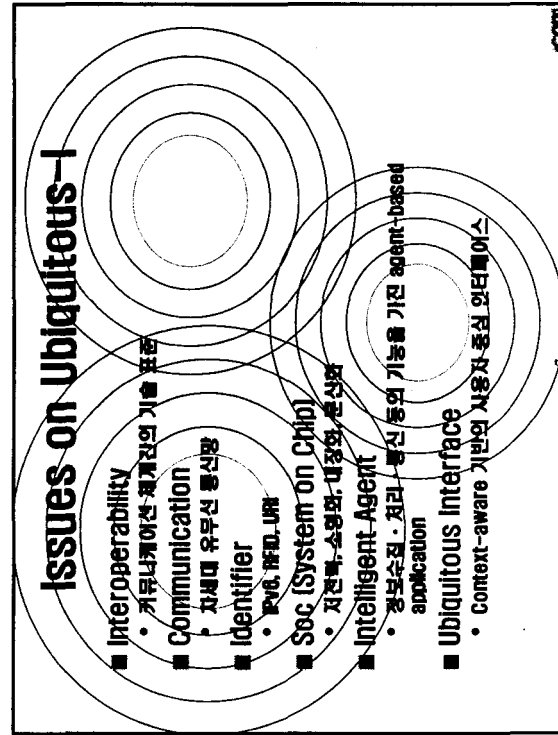 Issues on Ubiquitous-I
■ Interoperability
• 커뮤니케이션 체계간의 기술 표준
■ Communication
• 차세대 유무선 통신망
■ Identifier
• IPv6, RFID, URI
■ Soc (System on Chip)
• 저전력, 소형화, 내장화, 분산화
■ Intelligent Agent
• 정보수집·처리·통신 등의 기능을 가진 agent-based
application
■ Ubiquitous Interface
• Context-aware 기반의 사용자 중심 인터페이스